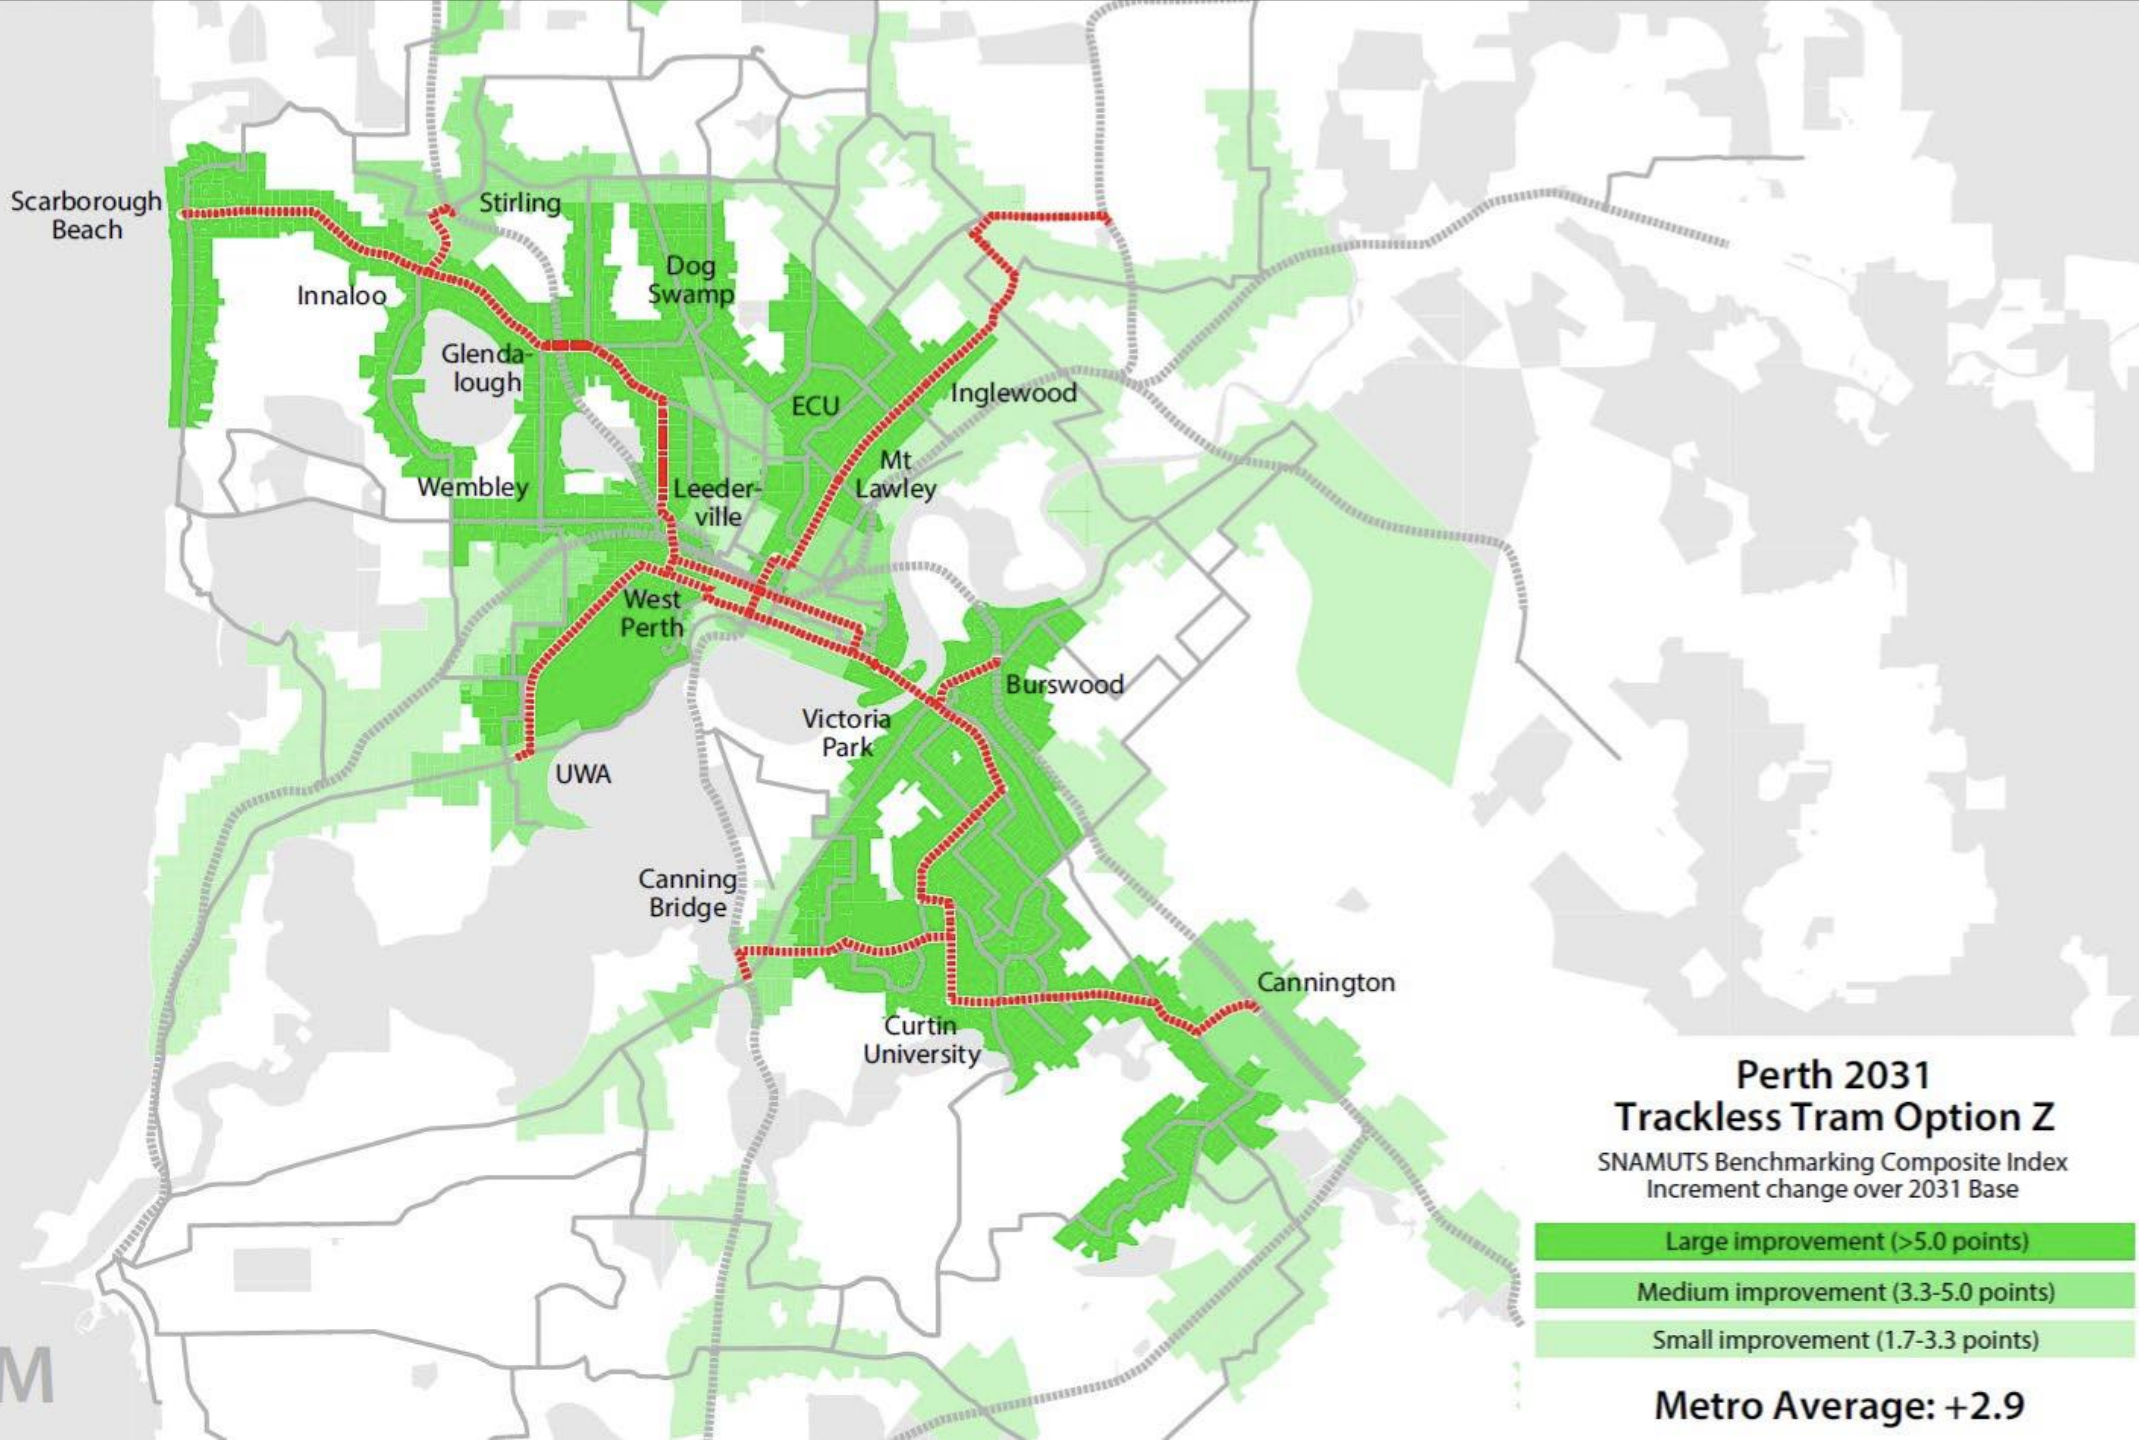 Scarborough
Beach
Stirling
Dog
Swamp
Innaloo
Glenda-
lough
ECU
Inglewood
Mt
Lawley
Wembley
Leeder-
ville
West
Perth
Burswood
Victoria
Park
UWA
Canning
Bridge
Cannington
Curtin
University
Perth 2031
Trackless Tram Option Z
SNAMUTS Benchmarking Composite Index
Increment change over 2031 Base
Large improvement (>5.0 points)
Medium improvement (3.3-5.0 points)
Small improvement (1.7-3.3 points)
Metro Average: +2.9
M